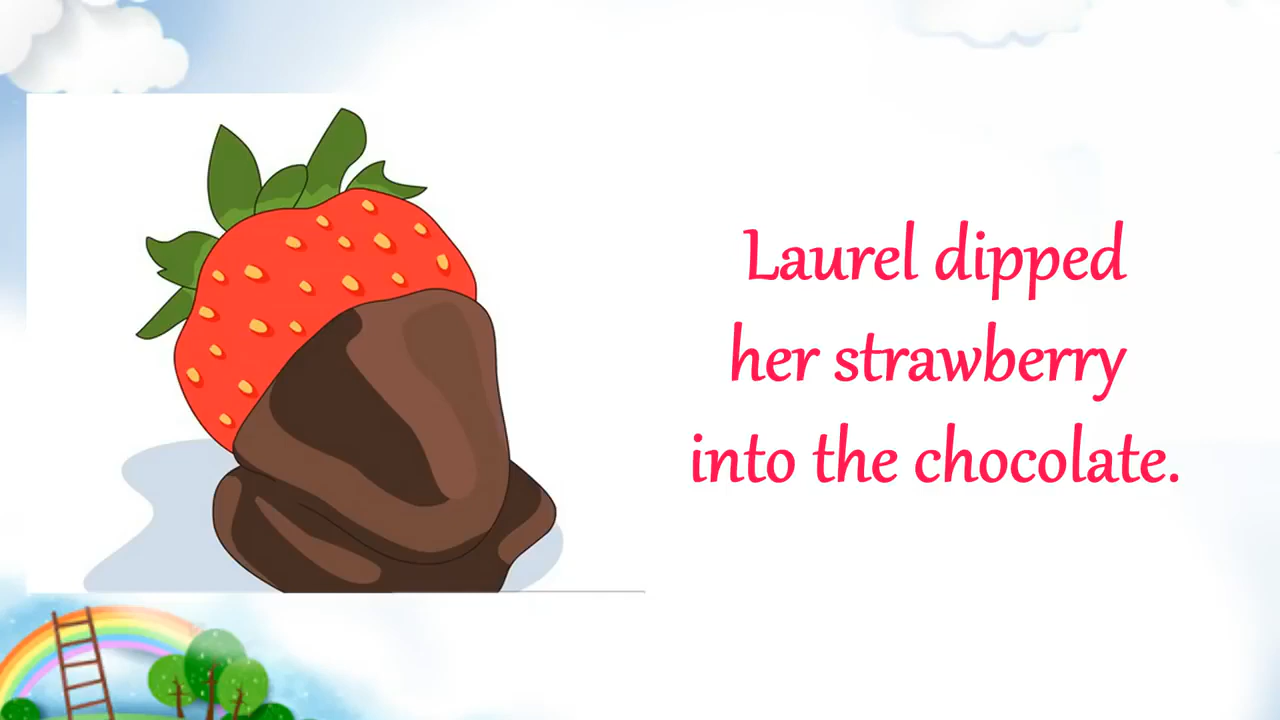 Laurel dipped
her strawberry
into the chocolate.